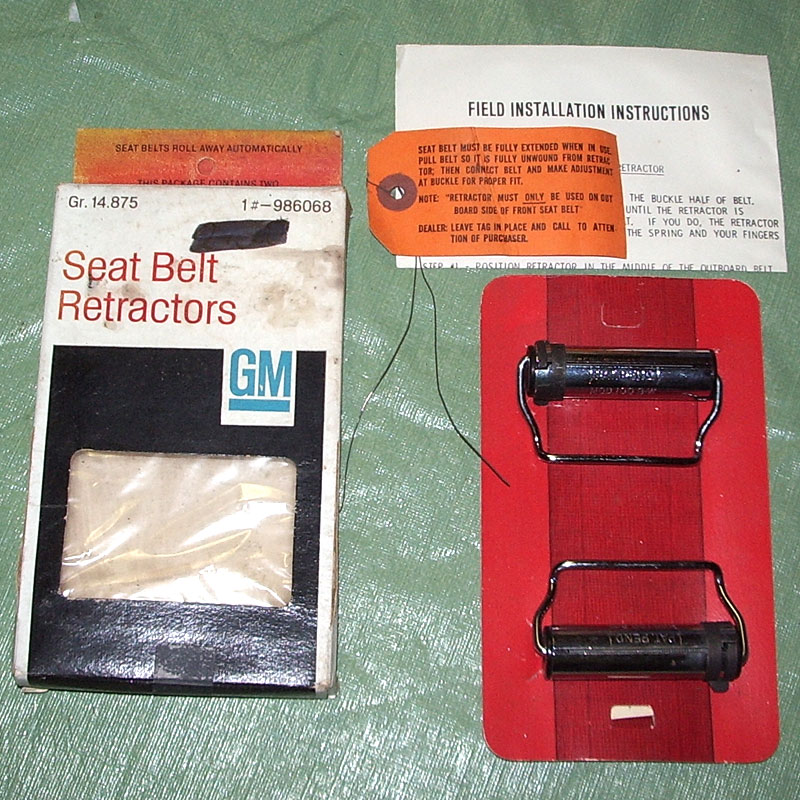 SEAT BELTS ROLL AWAY AUTOMATICALLY
THIS PACKAGE CONTAINS TWO
Gr. 14.875 1#-986068
Seat Belt
Retractors
GM
FIELD INSTALLATION INSTRUCTIONS
RETRACTOR
THE BUCKLE HALF OF BELT.
UNTIL THE RETRACTOR IS
IF YOU DO, THE RETRACTOR
THE SPRING AND YOUR FINGERS
POSITION RETRACTOR IN THE MIDDLE OF THE OUTBOARD BELT
SEAT BELT MUST BE FULLY EXTENDED WHEN IN USE.
PULL BELT SO IT IS FULLY UNWOUND FROM RETRAC-
TOR; THEN CONNECT BELT AND MAKE ADJUSTMENT
AT BUCKLE FOR PROPER FIT.
NOTE: "RETRACTOR MUST ONLY BE USED ON OUT
BOARD SIDE OF FRONT SEAT BELT"
DEALER: LEAVE TAG IN PLACE AND CALL TO ATTEN-
TION OF PURCHASER.
PAT. PEND.